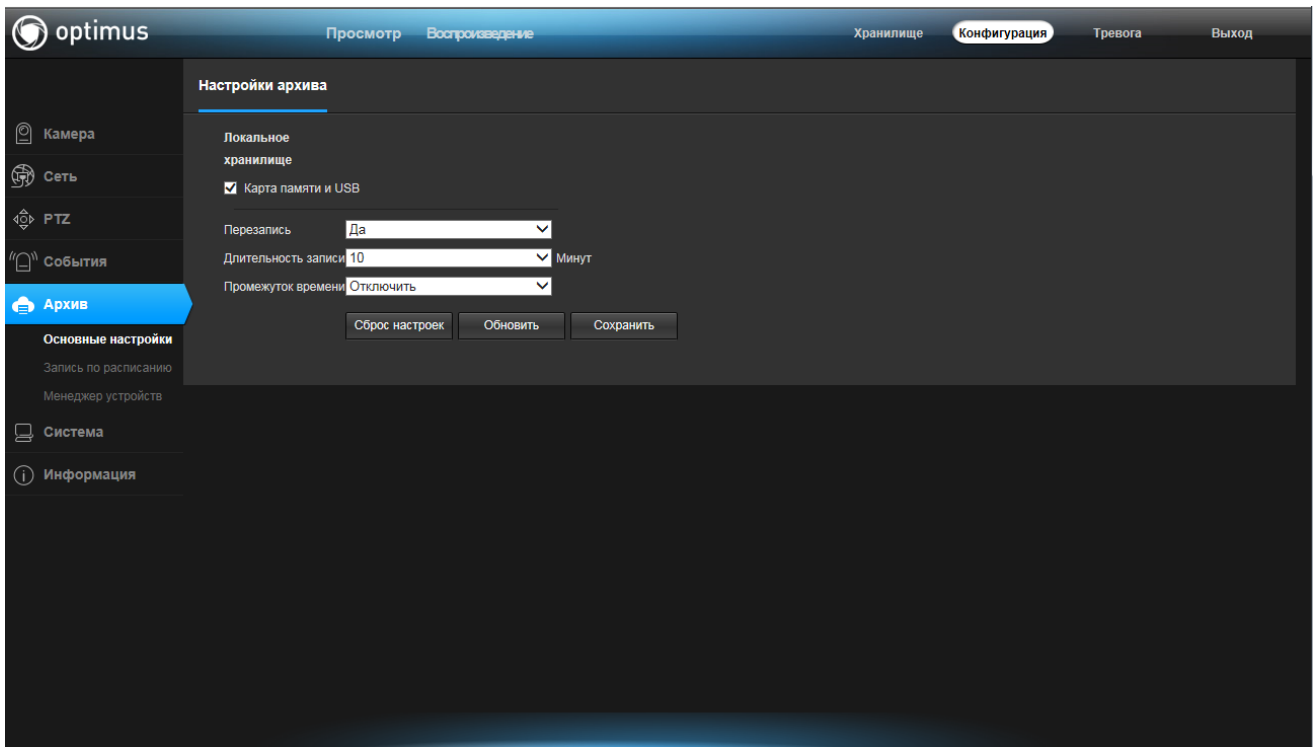 optimus
Просмотр Воспроизведение Хранилище Конфигурация Тревога Выход
Настройки архива
Камера
Сеть
PTZ
События
Архив
Основные настройки
Запись по расписанию
Менеджер устройств
Система
Информация
Локальное
хранилище
Карта памяти и USB
Перезапись Да
Длительность записи 10 Минут
Промежуток времени Отключить
Сброс настроек Обновить Сохранить